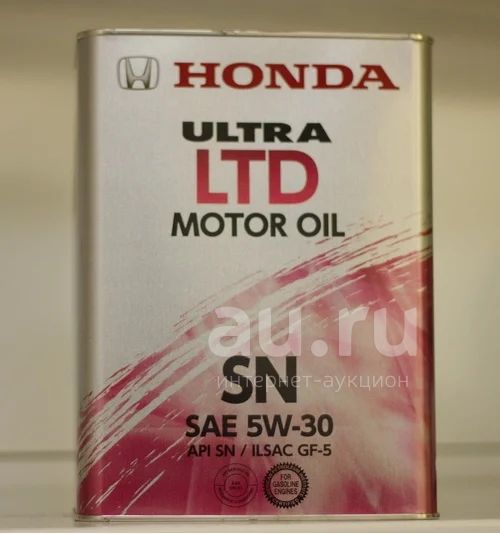 HONDA
ULTRA
LTD
MOTOR OIL
au.ru
интернет-аукцион
SN
SAE 5W-30
API SN / ILSAC GF-5
FOR
GASOLINE
ENGINES